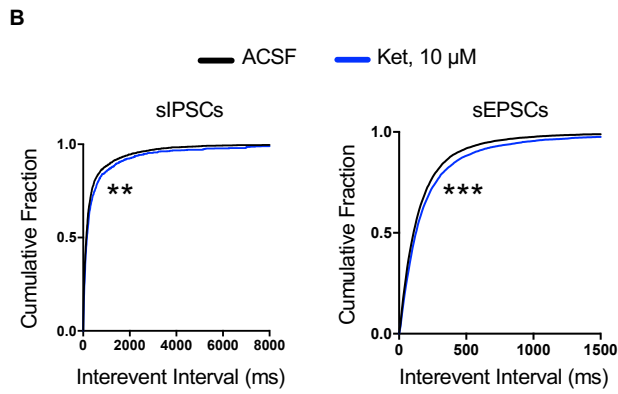 B
ACSF
Ket, 10 µM
sIPSCs
sEPSCs
Cumulative Fraction
1.0
0.5
0.0
**
0
2000
4000
6000
8000
Interevent Interval (ms)
Cumulative Fraction
1.0
0.5
0.0
***
0
500
1000
1500
Interevent Interval (ms)